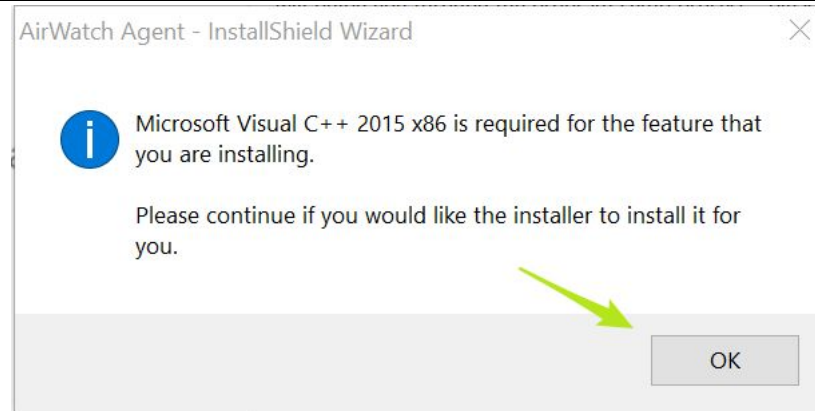 AirWatch Agent - InstallShield Wizard
Microsoft Visual C++ 2015 x86 is required for the feature that
you are installing.
Please continue if you would like the installer to install it for
you.
OK